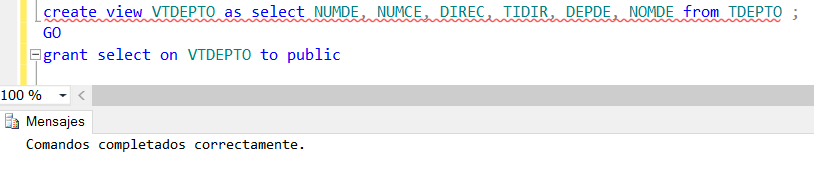 create view VTDEPTO as select NUMDE, NUMCE, DIREC, TIDIR, DEPDE, NOMDE from TDEPTO ;
GO
grant select on VTDEPTO to public
100 %
Mensajes
Comandos completados correctamente.